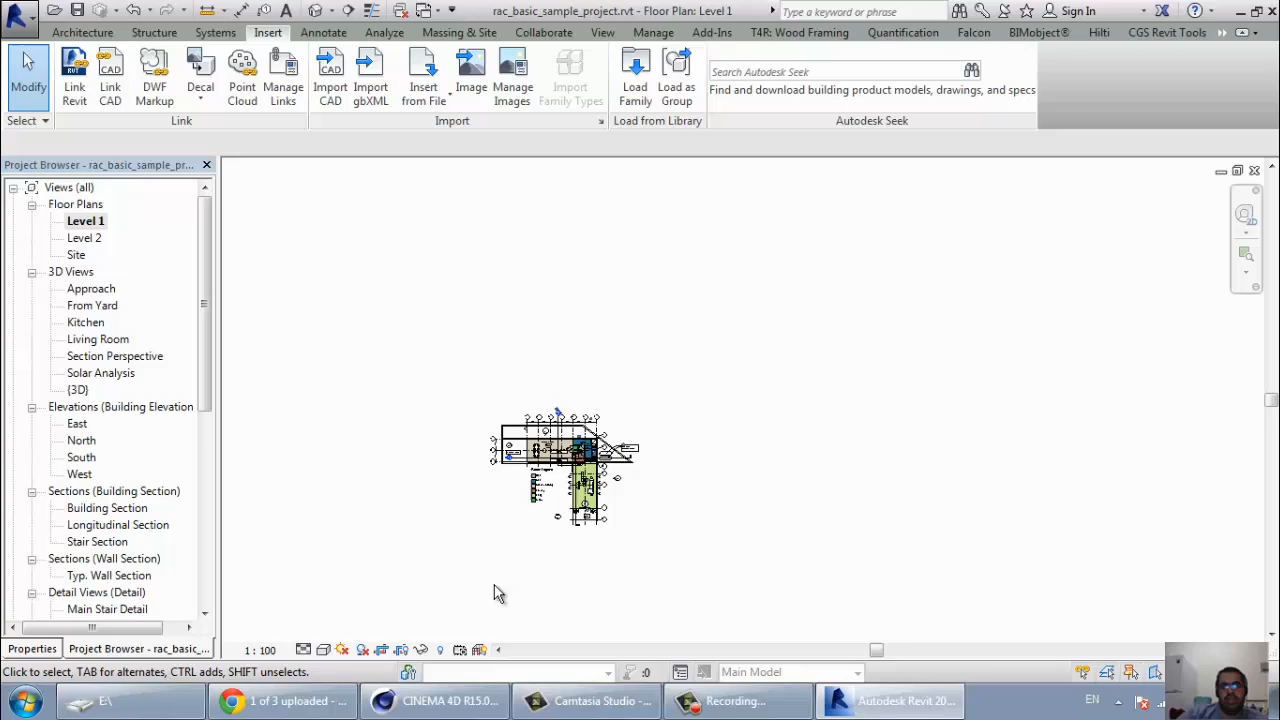 rac_basic_sample_project.rvt - Floor Plan: Level 1
Type a keyword or phrase
Sign In
Architecture
Structure
Systems
Insert
Annotate
Analyze
Massing & Site
Collaborate
View
Manage
Add-Ins
T4R: Wood Framing
Quantification
Falcon
BIMobject®
Hilti
CGS Revit Tools
Modify
Link Revit
Link CAD
DWF Markup
Decal
Point Cloud
Manage Links
Import CAD
Import gbXML
Insert from File
Image
Manage Images
Import Family Types
Load Family
Load as Group
Search Autodesk Seek
Find and download building product models, drawings, and specs
Select
Link
Import
Load from Library
Autodesk Seek
Project Browser - rac_basic_sample_pr...
Views (all)
Floor Plans
Level 1
Level 2
Site
3D Views
Approach
From Yard
Kitchen
Living Room
Section Perspective
Solar Analysis
{3D}
Elevations (Building Elevation
East
North
South
West
Sections (Building Section)
Building Section
Longitudinal Section
Stair Section
Sections (Wall Section)
Typ. Wall Section
Detail Views (Detail)
Main Stair Detail
2D
Properties
Project Browser - rac_basic_...
1 : 100
Click to select, TAB for alternates, CTRL adds, SHIFT unselects.
:0
Main Model
E:\
1 of 3 uploaded - ...
CINEMA 4D R15.0...
Camtasia Studio - ...
Recording...
Autodesk Revit 20...
EN